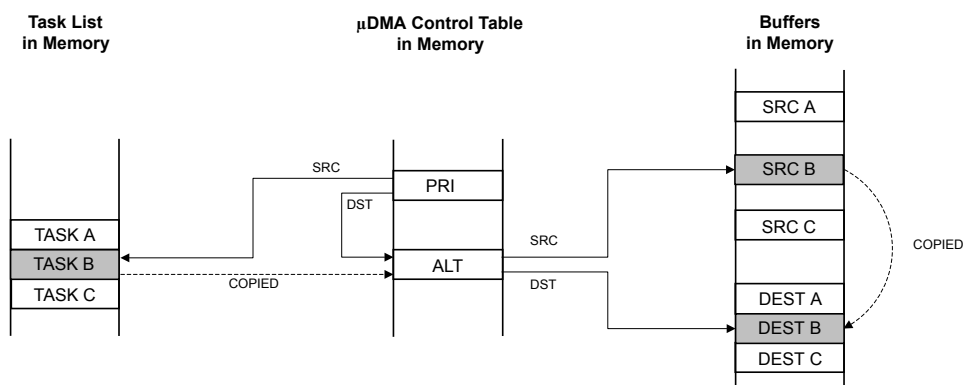 Task List
in Memory
µDMA Control Table
in Memory
Buffers
in Memory
SRC A
SRC
PRI
SRC B
DST
TASK A
SRC C
SRC
COPIED
TASK B
ALT
COPIED
DST
TASK C
DEST A
DEST B
DEST C